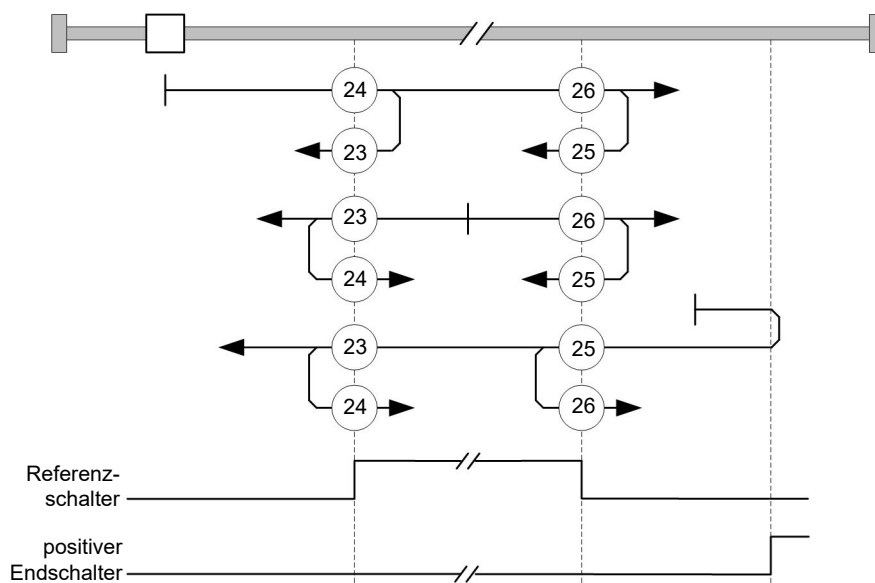 24 26
23 25
23 26
24 25
23 25
24 26
Referenz-
schalter
positiver
Endschalter